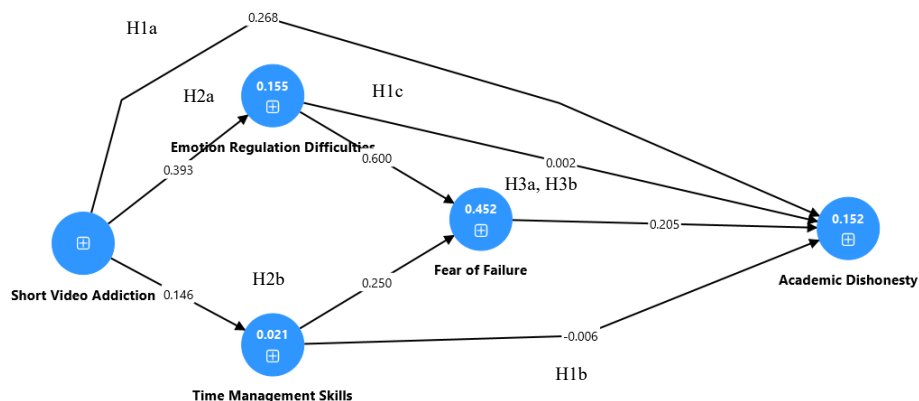 0.268
H1a
0.155
H2a
H1c
Emotion Regulation Difficulties
0.600
0.002
0.393
H3a, H3b
0.452
0.205
0.152
Fear of Failure
Academic Dishonesty
Short Video Addiction
0.146
H2b
0.250
0.021
-0.006
H1b
Time Management Skills